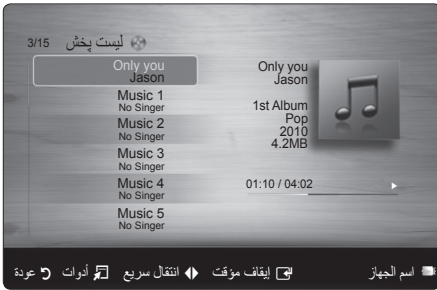 ليست پخش 3/15
Only you
Jason
Music 1
No Singer
Music 2
No Singer
Music 3
No Singer
Music 4
No Singer
Music 5
No Singer
Only you
Jason
1st Album
Pop
2010
4.2MB
01:10 / 04:02
اسم الجهاز إيقاف مؤقت انتقال سريع أدوات عودة